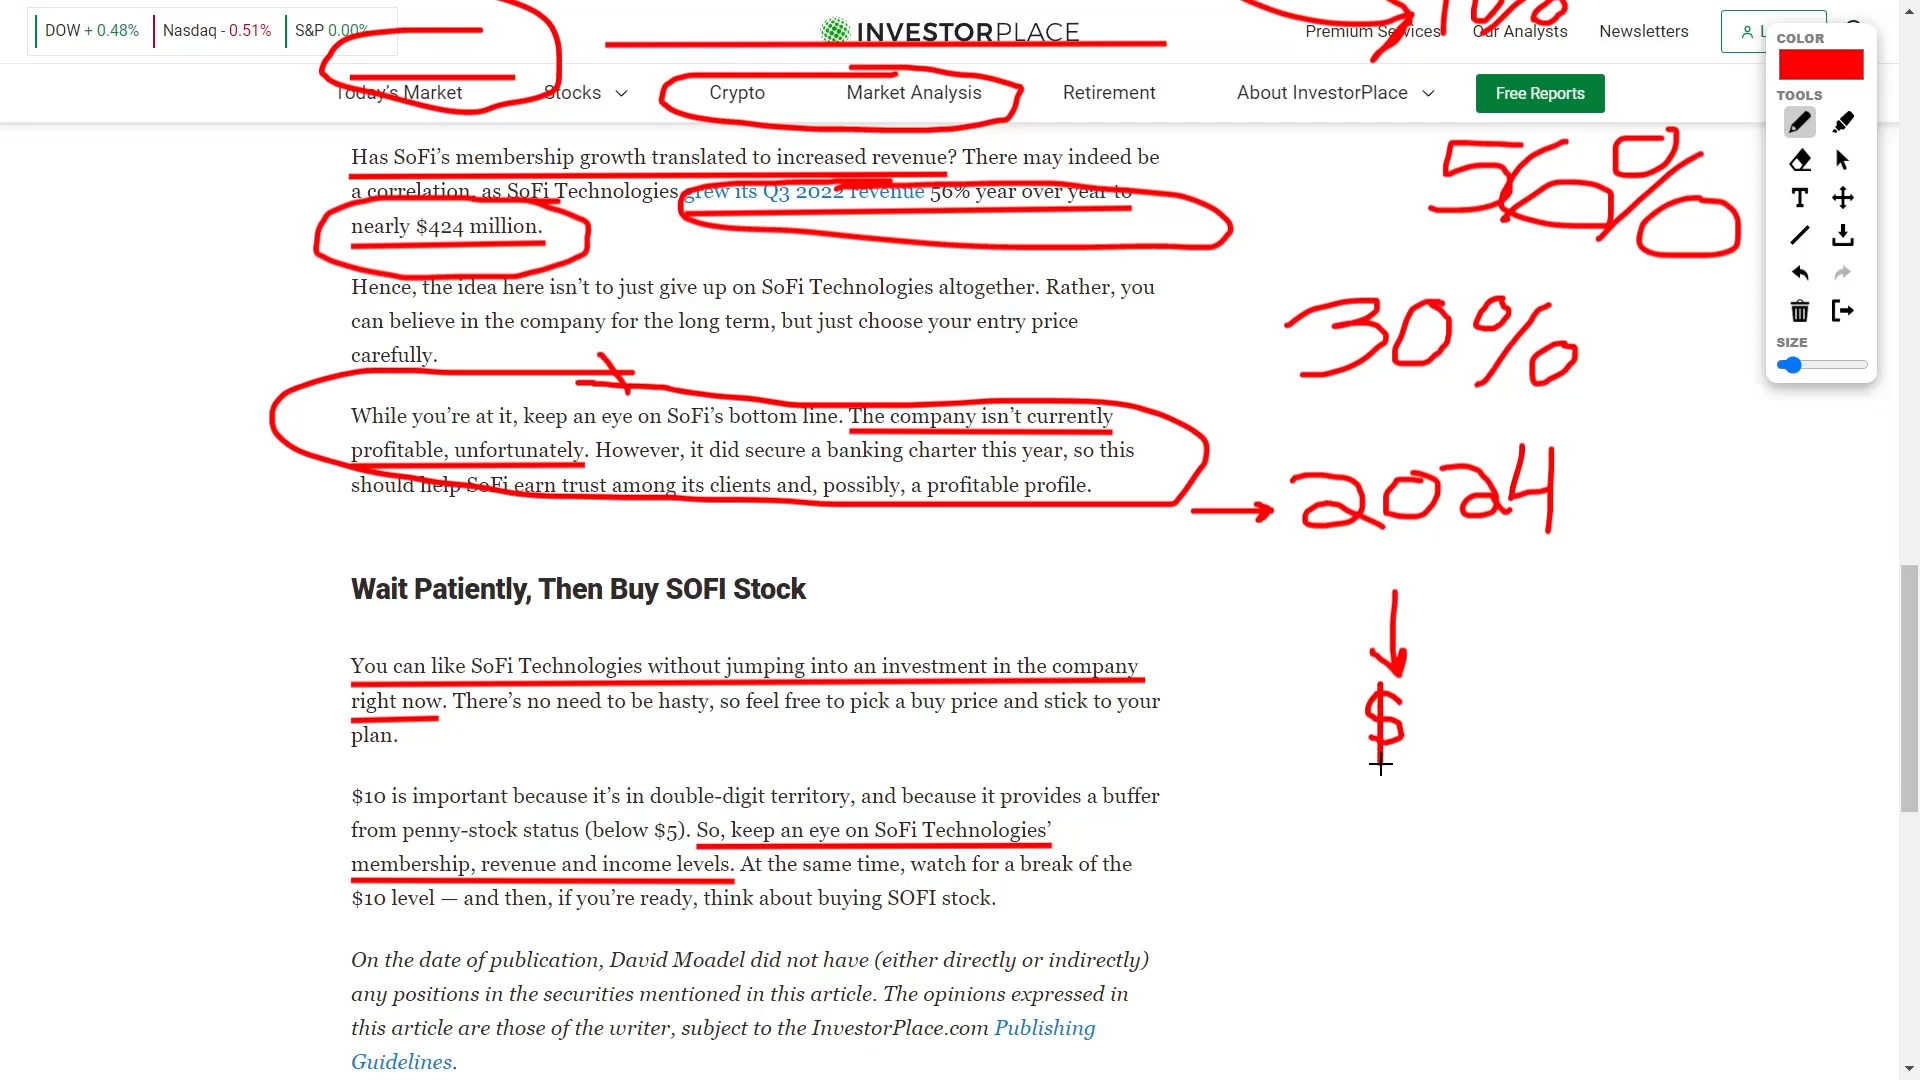 DOW + 0.48% Nasdaq - 0.51% S&P 0.00%
INVESTORPLACE
Premium Services Our Analysts Newsletters
Today's Market Stocks Crypto Market Analysis Retirement About InvestorPlace Free Reports
COLOR
TOOLS
T
SIZE
Has SoFi’s membership growth translated to increased revenue? There may indeed be
a correlation, as SoFi Technologies grew its Q3 2022 revenue 56% year over year to
nearly $424 million.
56%
Hence, the idea here isn’t to just give up on SoFi Technologies altogether. Rather, you
can believe in the company for the long term, but just choose your entry price
carefully.
30%
While you’re at it, keep an eye on SoFi’s bottom line. The company isn’t currently
profitable, unfortunately. However, it did secure a banking charter this year, so this
should help SoFi earn trust among its clients and, possibly, a profitable profile.
2024
Wait Patiently, Then Buy SOFI Stock
You can like SoFi Technologies without jumping into an investment in the company
right now. There’s no need to be hasty, so feel free to pick a buy price and stick to your
plan.
$
$10 is important because it’s in double-digit territory, and because it provides a buffer
from penny-stock status (below $5). So, keep an eye on SoFi Technologies’
membership, revenue and income levels. At the same time, watch for a break of the
$10 level — and then, if you’re ready, think about buying SOFI stock.
On the date of publication, David Moadel did not have (either directly or indirectly)
any positions in the securities mentioned in this article. The opinions expressed in
this article are those of the writer, subject to the InvestorPlace.com Publishing
Guidelines.